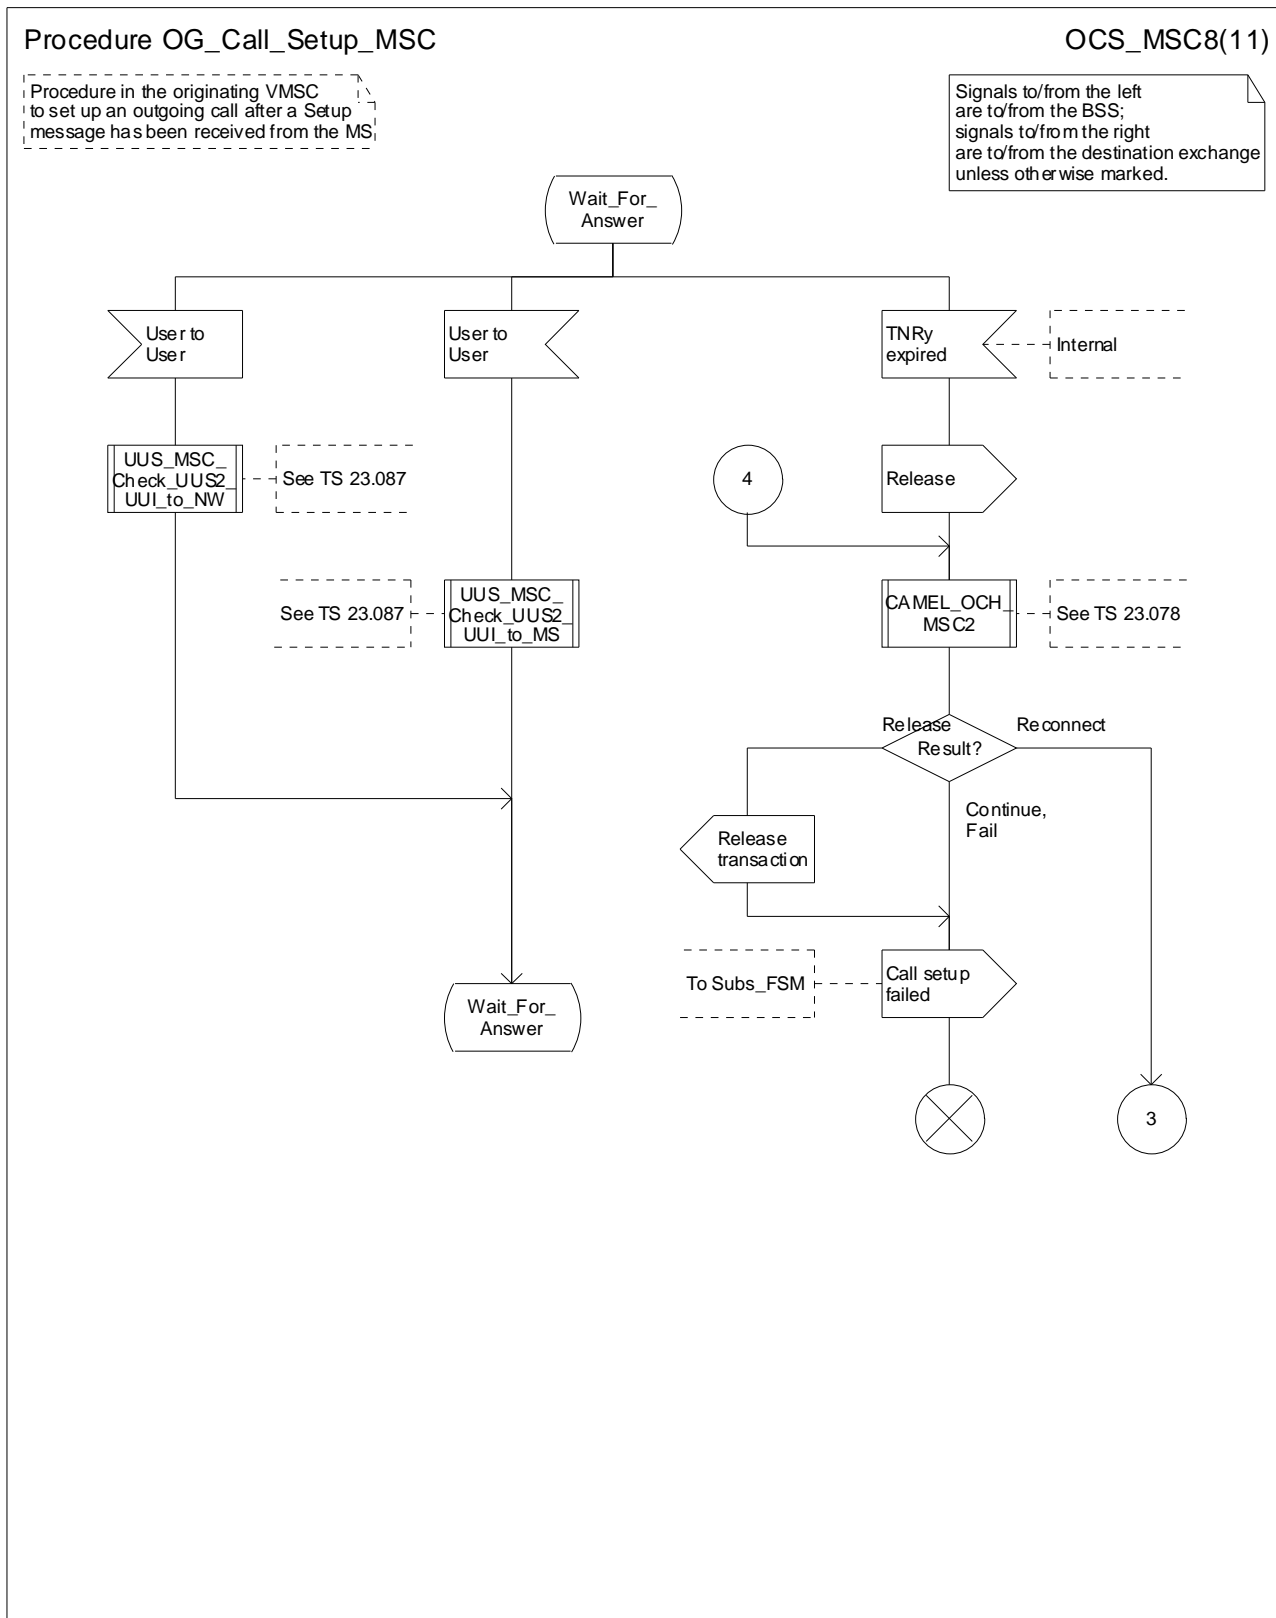 Procedure OG_Call_Setup_MSC
OCS_MSC8(11)
Procedure in the originating VMSC
to set up an outgoing call after a Setup
message has been received from the MS
Signals to/from the left
are to/from the BSS;
signals to/from the right
are to/from the destination exchange
unless otherwise marked.
Wait_For_
Answer
User to
User
User to
User
TNRy
expired
Internal
UUS_MSC_
Check_UUS2_
UUI_to_NW
See TS 23.087
4
Release
See TS 23.087
UUS_MSC_
Check_UUS2_
UUI_to_MS
CAMEL_OCH_
MSC2
See TS 23.078
Release
Result?
Reconnect
Continue,
Fail
Release
transaction
To Subs_FSM
Call setup
failed
Wait_For_
Answer
3